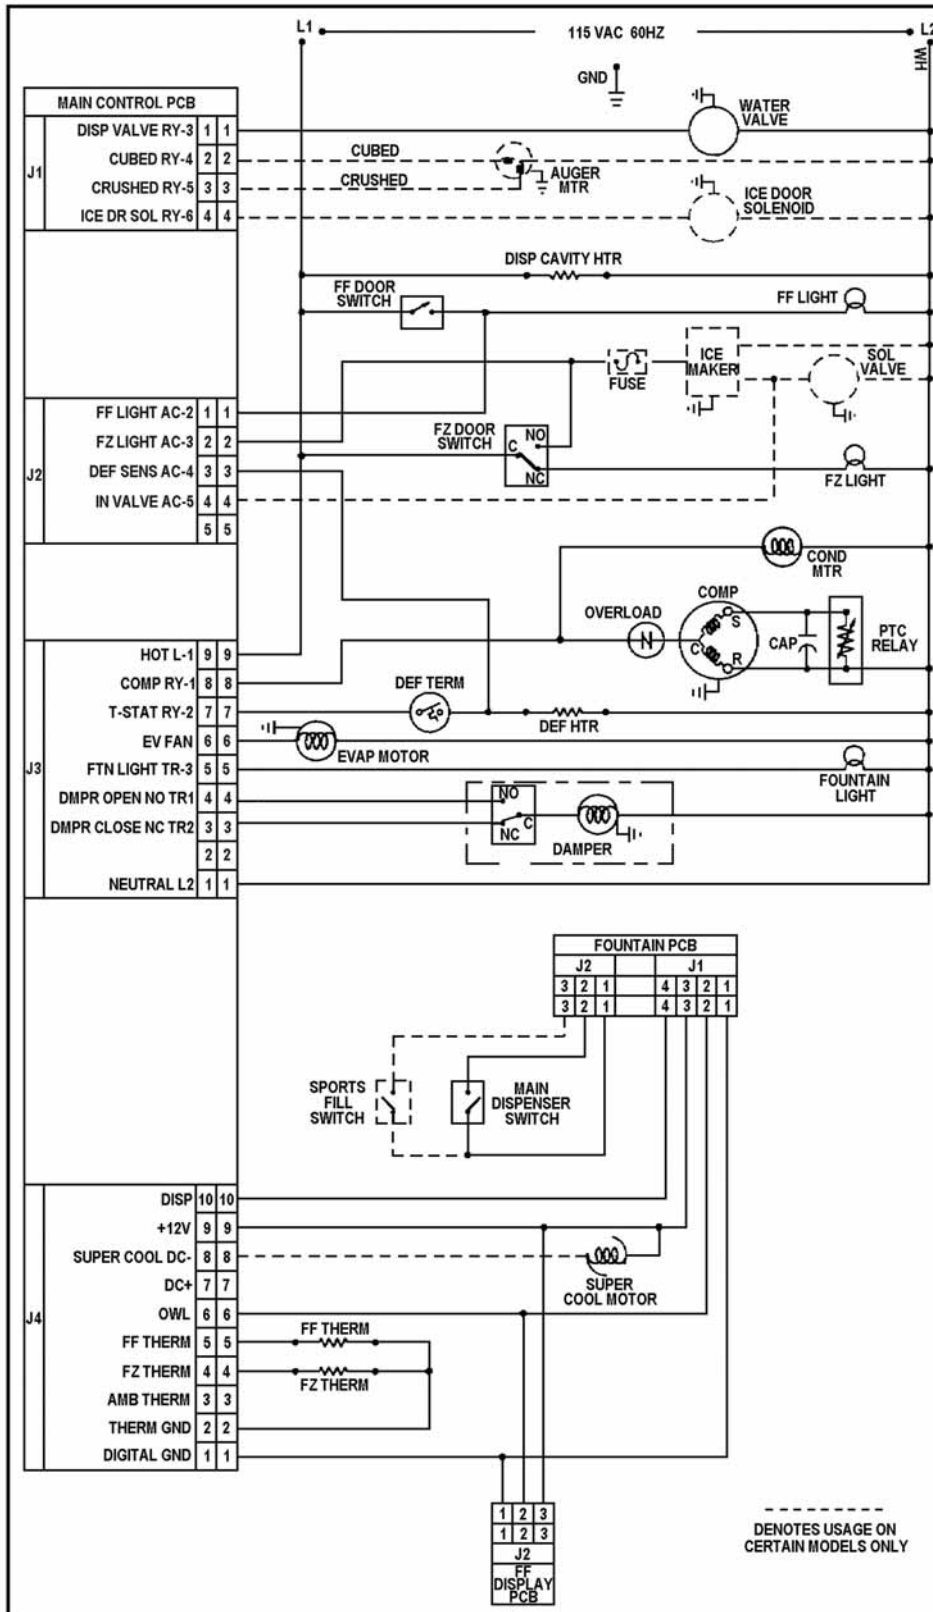 L1 115 VAC 60HZ L2
WH
GND
MAIN CONTROL PCB
J1
DISP VALVE RY-3 1 1
CUBED RY-4 2 2
CRUSHED RY-5 3 3
ICE DR SOL RY-6 4 4
WATER
VALVE
CUBED
CRUSHED
AUGER
MTR
ICE DOOR
SOLENOID
DISP CAVITY HTR
FF DOOR
SWITCH
FF LIGHT
FUSE
ICE
MAKER
SOL
VALVE
J2
FF LIGHT AC-2 1 1
FZ LIGHT AC-3 2 2
DEF SENS AC-4 3 3
IN VALVE AC-5 4 4
5 5
FZ DOOR
SWITCH
C NO
NC
FZ LIGHT
COND
MTR
COMP
OVERLOAD
S
C
R
CAP
PTC
RELAY
J3
HOT L-1 9 9
COMP RY-1 8 8
T-STAT RY-2 7 7
EV FAN 6 6
FTN LIGHT TR-3 5 5
DMPR OPEN NO TR1 4 4
DMPR CLOSE NC TR2 3 3
2 2
NEUTRAL L2 1 1
DEF TERM
DEF HTR
EVAP MOTOR
FOUNTAIN
LIGHT
NO
NC C
DAMPER
FOUNTAIN PCB
J2 J1
3 2 1 4 3 2 1
3 2 1 4 3 2 1
SPORTS
FILL
SWITCH
MAIN
DISPENSER
SWITCH
J4
DISP 10 10
+12V 9 9
SUPER COOL DC- 8 8
DC+ 7 7
OWL 6 6
FF THERM 5 5
FZ THERM 4 4
AMB THERM 3 3
THERM GND 2 2
DIGITAL GND 1 1
SUPER
COOL MOTOR
FF THERM
FZ THERM
1 2 3
1 2 3
J2
FF
DISPLAY
PCB
DENOTES USAGE ON
CERTAIN MODELS ONLY